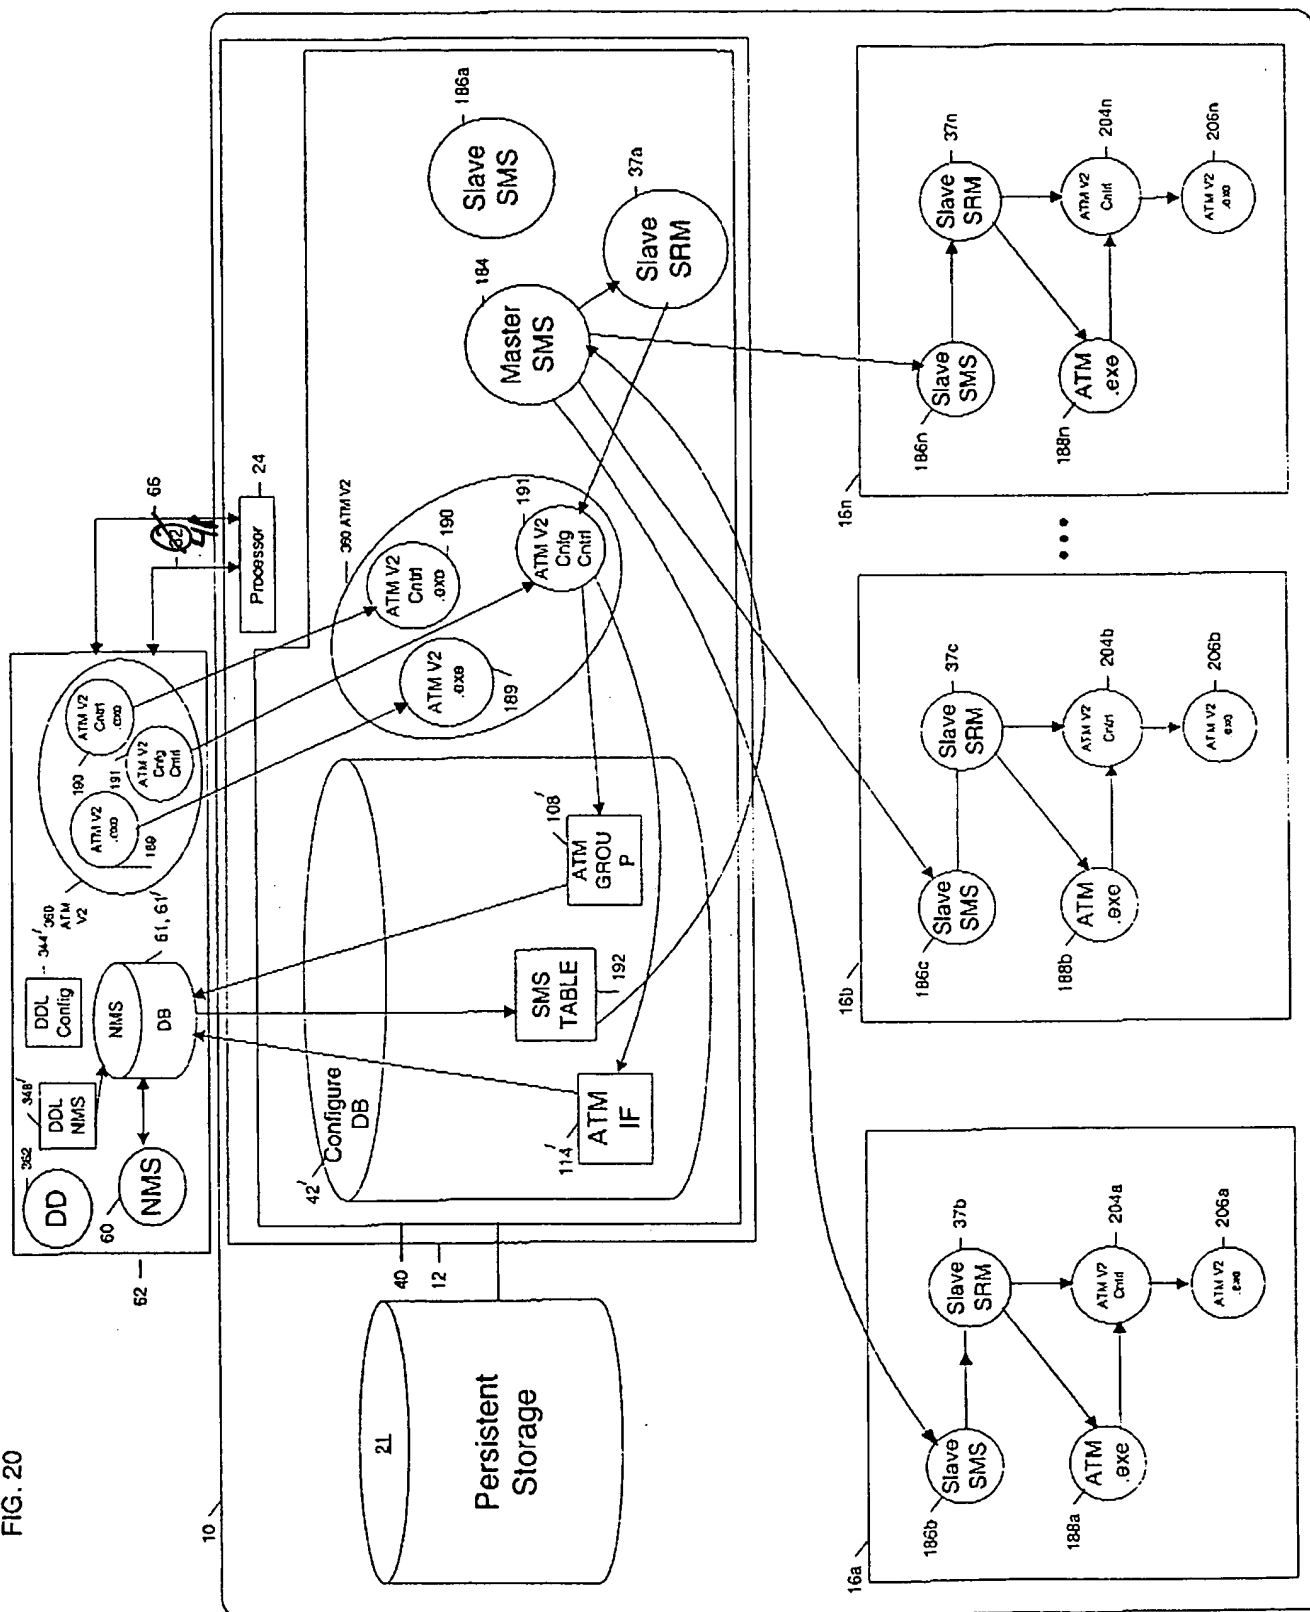 FIG. 20
62
DD
362
DDL
NMS
348'
DDL
Config
344'
NMS
60
NMS
DB
61, 61'
360
ATM
V2
ATM V2
.exe
189
ATM V2
Cntrl
.exe
190
ATM V2
Cnfg
Cntrl
191
66
Processor
24
10
40
12
21
Persistent
Storage
Configure
DB
42'
ATM
IF
114'
SMS
TABLE
192
ATM
GROU
P
108'
360 ATM V2
ATM V2
.exe
189
ATM V2
Cntrl
.exe
190
ATM V2
Cnfg
Cntrl
191
Master
SMS
184
Slave
SMS
186a
Slave
SRM
37a
16a
Slave
SMS
186b
Slave
SRM
37b
ATM
.exe
188a
ATM V2
Cntrl
204a
ATM V2
.exe
206a
16b
Slave
SMS
186c
Slave
SRM
37c
ATM
.exe
188b
ATM V2
Cntrl
204b
ATM V2
exe
206b
16n
Slave
SMS
186n
Slave
SRM
37n
ATM
.exe
188n
ATM V2
Cntrl
204n
ATM V2
.exe
206n